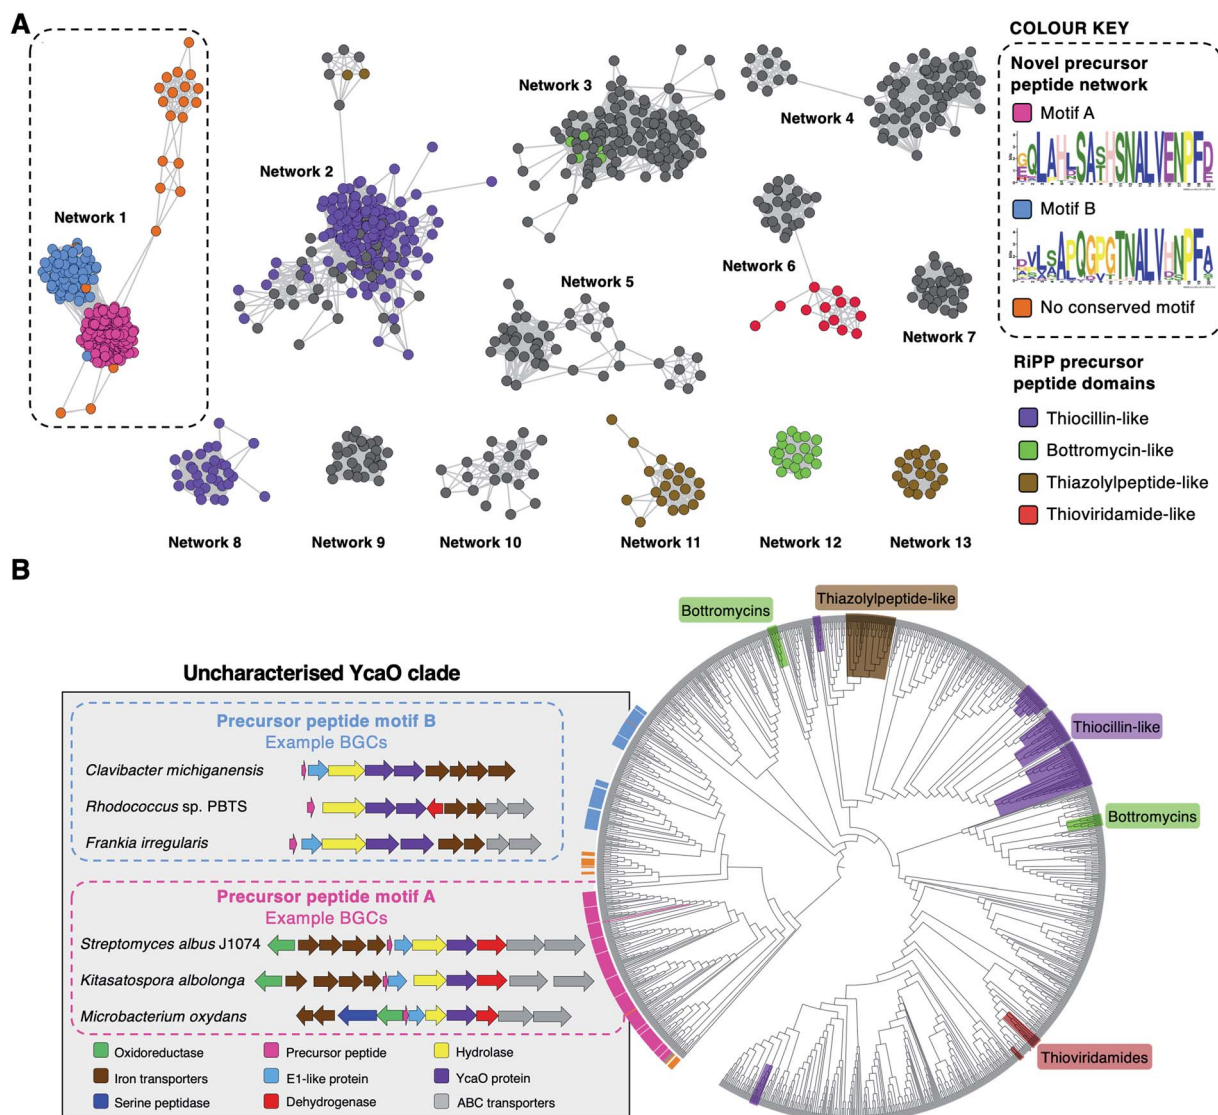 A
COLOUR KEY
Novel precursor
peptide network
Motif A
Motif B
No conserved motif
RiPP precursor
peptide domains
Thiocillin-like
Bottromycin-like
Thiazolylpeptide-like
Thioviridamide-like
Network 1
Network 2
Network 3
Network 4
Network 5
Network 6
Network 7
Network 8
Network 9
Network 10
Network 11
Network 12
Network 13
B
Uncharacterised YcaO clade
Precursor peptide motif B
Example BGCs
Clavibacter michiganensis
Rhodococcus sp. PBTS
Frankia irregularis
Precursor peptide motif A
Example BGCs
Streptomyces albus J1074
Kitasatospora albolonga
Microbacterium oxydans
Oxidoreductase
Precursor peptide
Hydrolase
Iron transporters
E1-like protein
YcaO protein
Serine peptidase
Dehydrogenase
ABC transporters
Bottromycins
Thiazolylpeptide-like
Thiocillin-like
Bottromycins
Thioviridamides